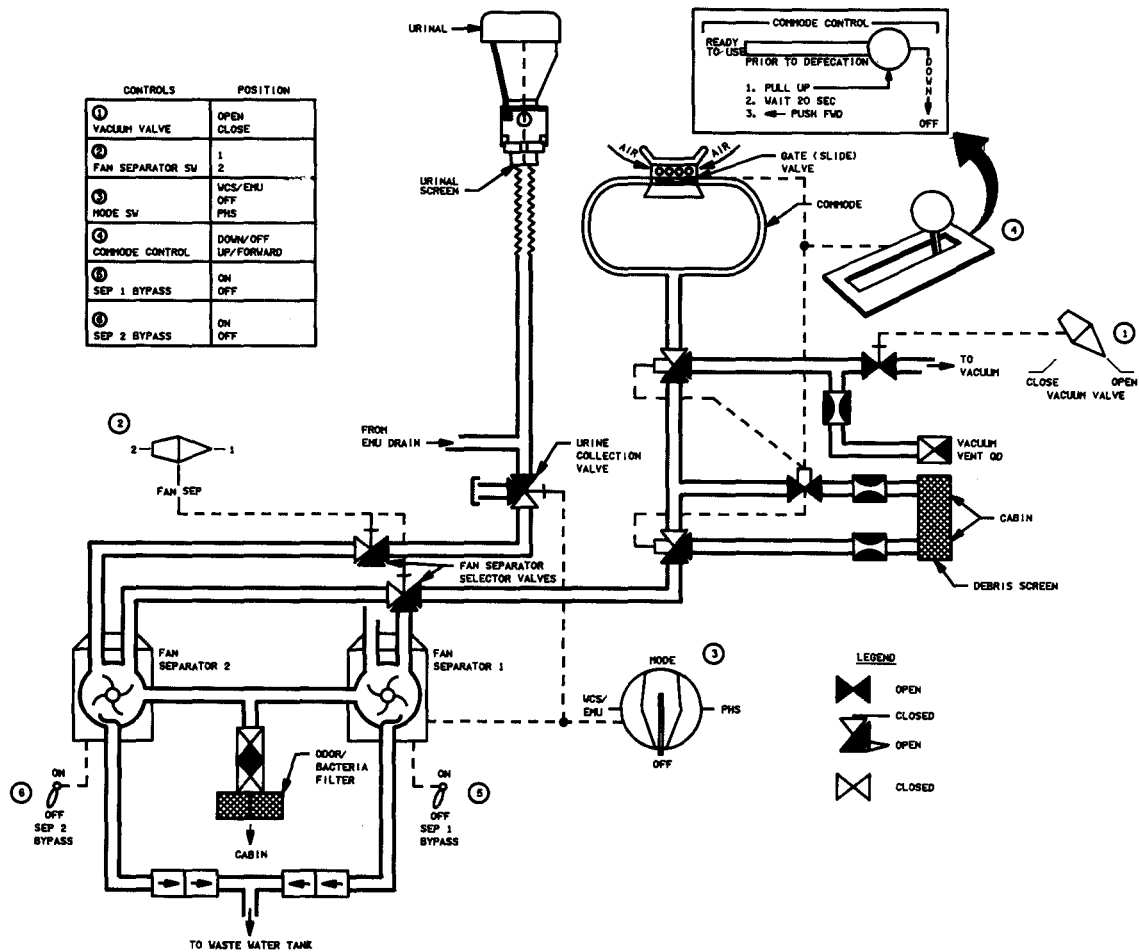 CONTROLS POSITION
① VACUUM VALVE
OPEN
CLOSE
② FAN SEPARATOR SW
1
2
③ MODE SW
WCS/EMU
OFF
PHS
④ COMMODE CONTROL
DOWN/OFF
UP/FORWARD
⑤ SEP 1 BYPASS
ON
OFF
⑥ SEP 2 BYPASS
ON
OFF
URINAL
URINAL
SCREEN
COMMODE CONTROL
READY
TO/USE
PRIOR TO DEFECATION
1. PULL UP
2. WAIT 20 SEC
3. ← PUSH FWD
DOWN
OFF
AIR
AIR
GATE (SLIDE)
VALVE
COMMODE
④
①
TO
VACUUM
CLOSE
OPEN
VACUUM VALVE
VACUUM
VENT QD
CABIN
DEBRIS SCREEN
②
2
1
FAN SEP
FROM
EMU DRAIN
URINE
COLLECTION
VALVE
FAN SEPARATOR
SELECTOR VALVES
FAN
SEPARATOR 2
FAN
SEPARATOR 1
③
MODE
WCS/
EMU
PHS
OFF
LEGEND
OPEN
CLOSED
OPEN
CLOSED
⑥
ON
OFF
SEP 2
BYPASS
ODOR/
BACTERIA
FILTER
CABIN
⑤
ON
OFF
SEP 1
BYPASS
TO WASTE WATER TANK